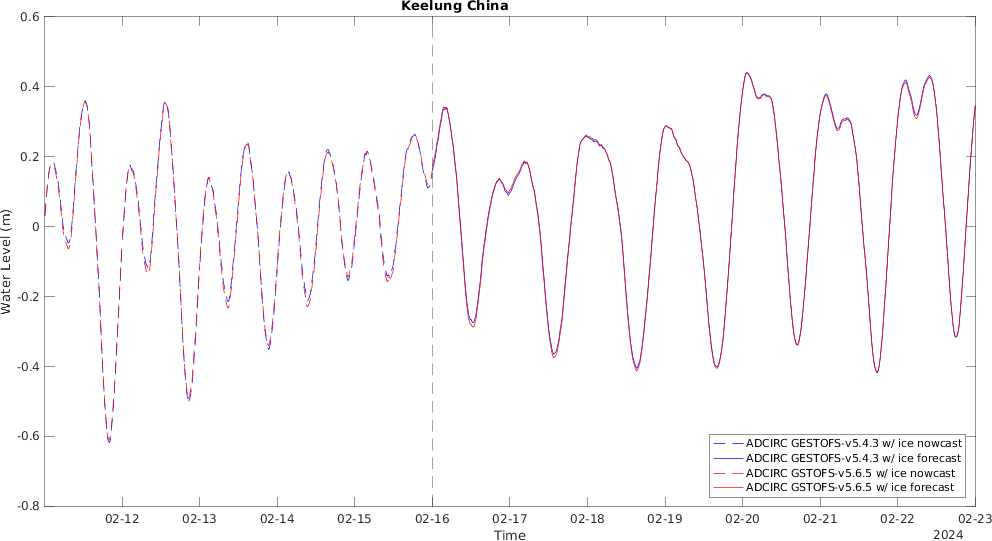 Keelung China
0.6
0.4
0.2
0
-0.2
-0.4
-0.6
-0.8
Water Level (m)
ADCIRC GESTOFS-v5.4.3 w/ ice nowcast
ADCIRC GESTOFS-v5.4.3 w/ ice forecast
ADCIRC GSTOFS-v5.6.5 w/ ice nowcast
ADCIRC GSTOFS-v5.6.5 w/ ice forecast
02-12 02-13 02-14 02-15 02-16 02-17 02-18 02-19 02-20 02-21 02-22 02-23
Time
2024